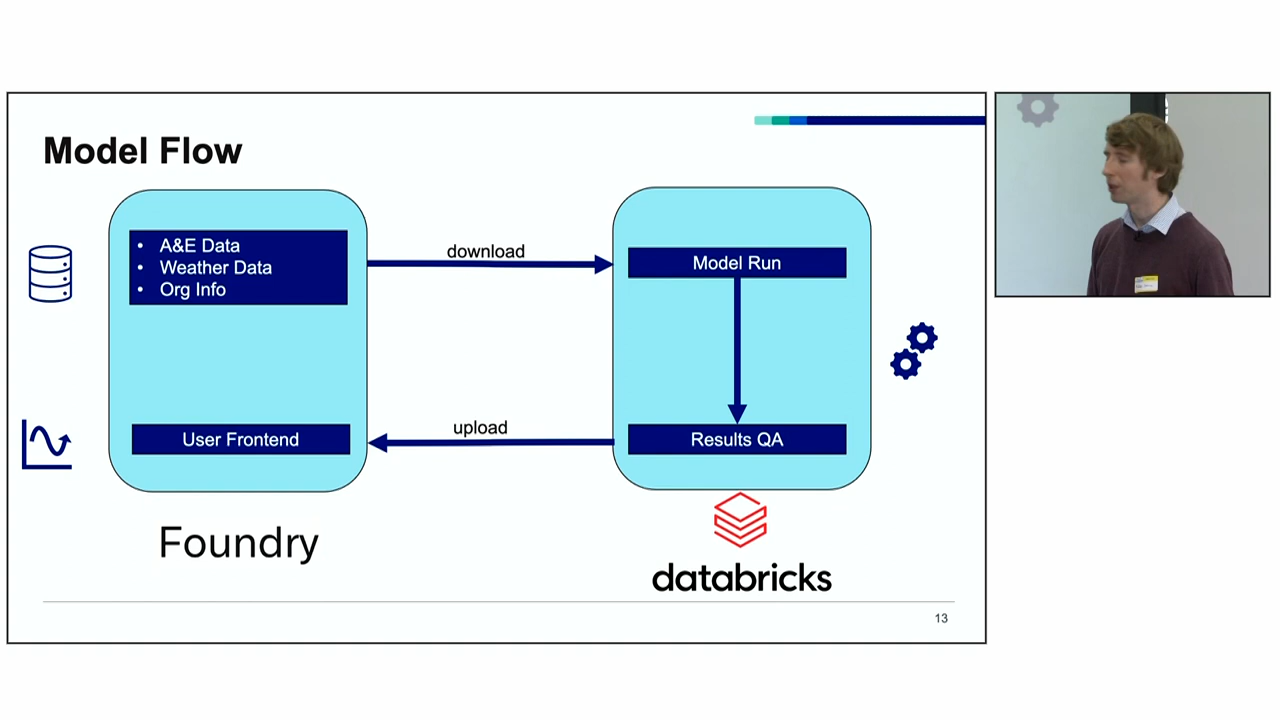 Model Flow
• A&E Data
• Weather Data
• Org Info
download
Model Run
User Frontend
upload
Results QA
Foundry
databricks
13